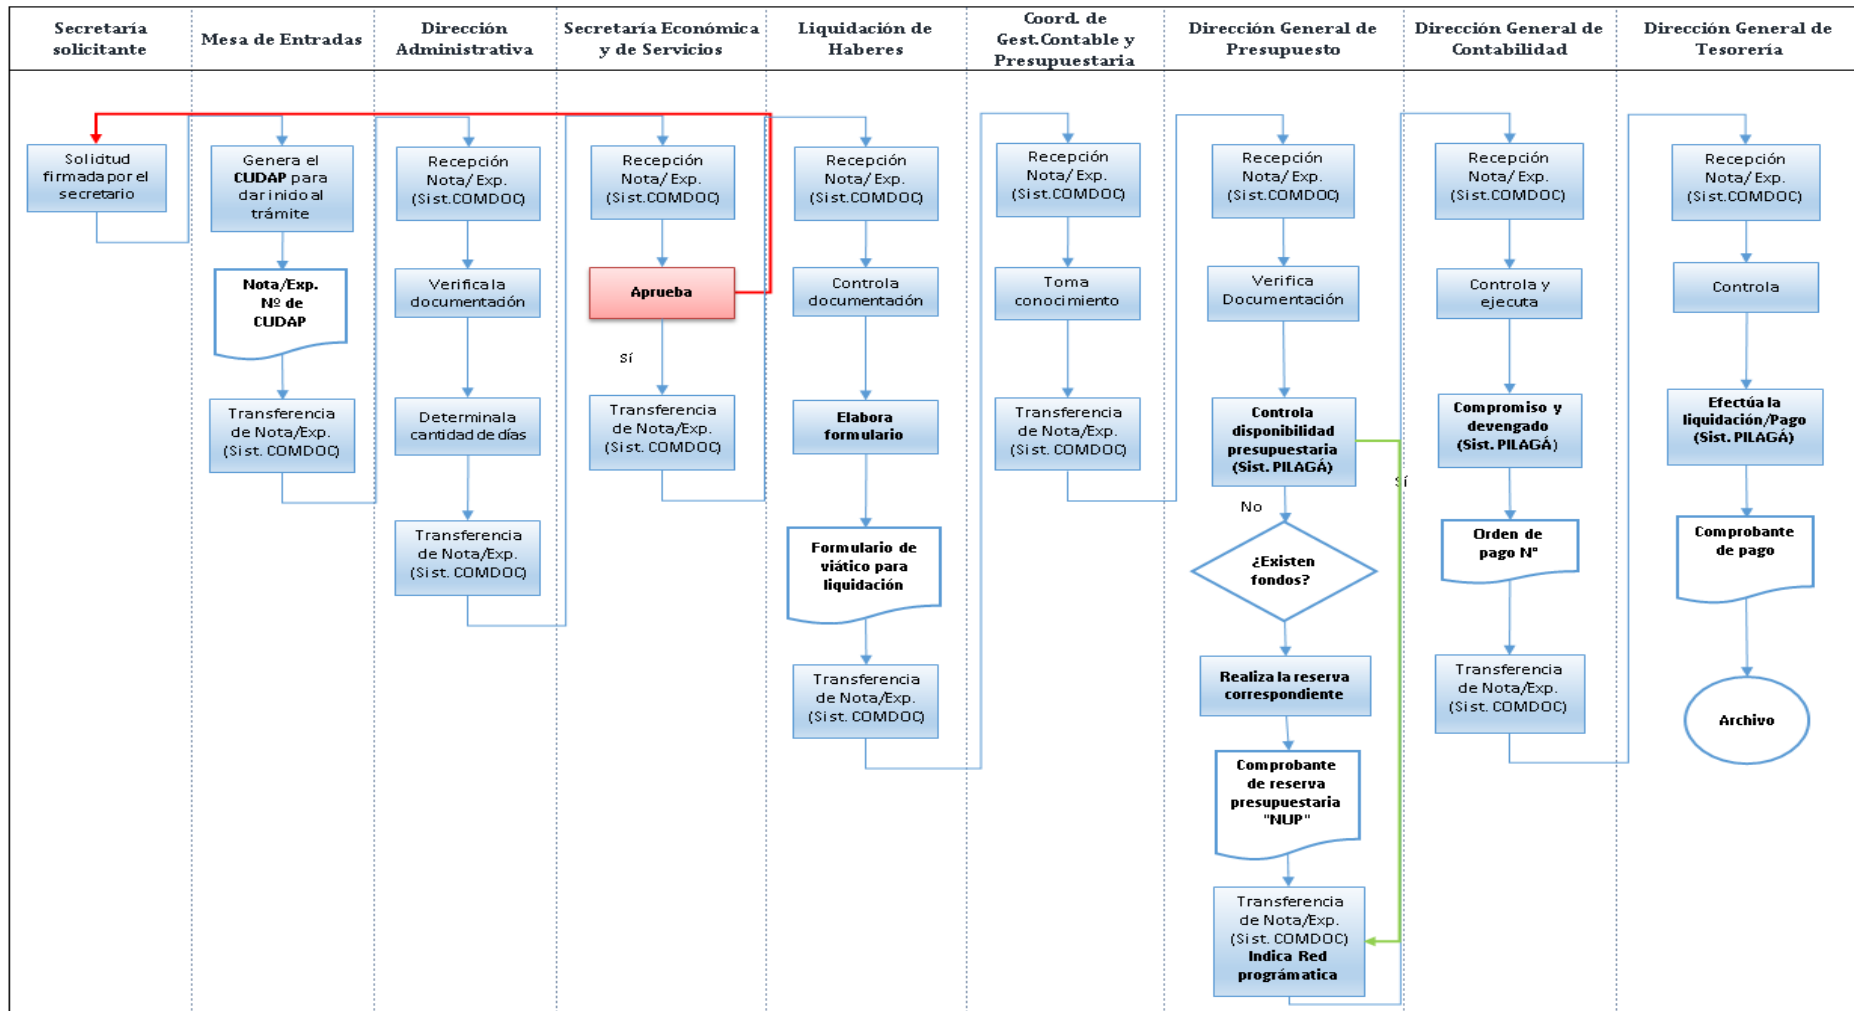 Secretaría
solicitante
Mesa de Entradas
Dirección
Administrativa
Secretaría Económica
y de Servicios
Liquidación de
Haberes
Coord. de
Gest.Contable y
Presupuestaria
Dirección General de
Presupuesto
Dirección General de
Contabilidad
Dirección General de
Tesorería
Solicitud
firmada por el
secretario
Genera el
CUDAP para
dar inido al
trámite
Nota/Exp.
Nº de
CUDAP
Transferencia
de Nota/Exp.
(Sist. COMDOC)
Recepción
Nota/ Exp.
(Sist.COMDOC)
Verifica la
documentación
Determina la
cantidad de días
Transferencia
de Nota/Exp.
(Sist. COMDOC)
Recepción
Nota/ Exp.
(Sist.COMDOC)
Aprueba
Sí
Transferencia
de Nota/Exp.
(Sist. COMDOC)
Recepción
Nota/ Exp.
(Sist.COMDOC)
Controla
documentación
Elabora
formulario
Formulario de
viático para
liquidación
Transferencia
de Nota/Exp.
(Sist. COMDOC)
Recepción
Nota/ Exp.
(Sist.COMDOC)
Toma
conocimiento
Transferencia
de Nota/Exp.
(Sist. COMDOC)
Recepción
Nota/ Exp.
(Sist.COMDOC)
Verifica
Documentación
Controla
disponibilidad
presupuestaria
(Sist. PILAGÁ)
No
Sí
¿Existen
fondos?
Realiza la reserva
correspondiente
Comprobante
de reserva
presupuestaria
"NUP"
Transferencia
de Nota/Exp.
(Sist. COMDOC)
Indica Red
prográmatica
Recepción
Nota/ Exp.
(Sist.COMDOC)
Controla y
ejecuta
Compromiso y
devengado
(Sist. PILAGÁ)
Orden de
pago N°
Transferencia
de Nota/Exp.
(Sist. COMDOC)
Recepción
Nota/ Exp.
(Sist.COMDOC)
Controla
Efectúa la
liquidación/Pago
(Sist. PILAGÁ)
Comprobante
de pago
Archivo